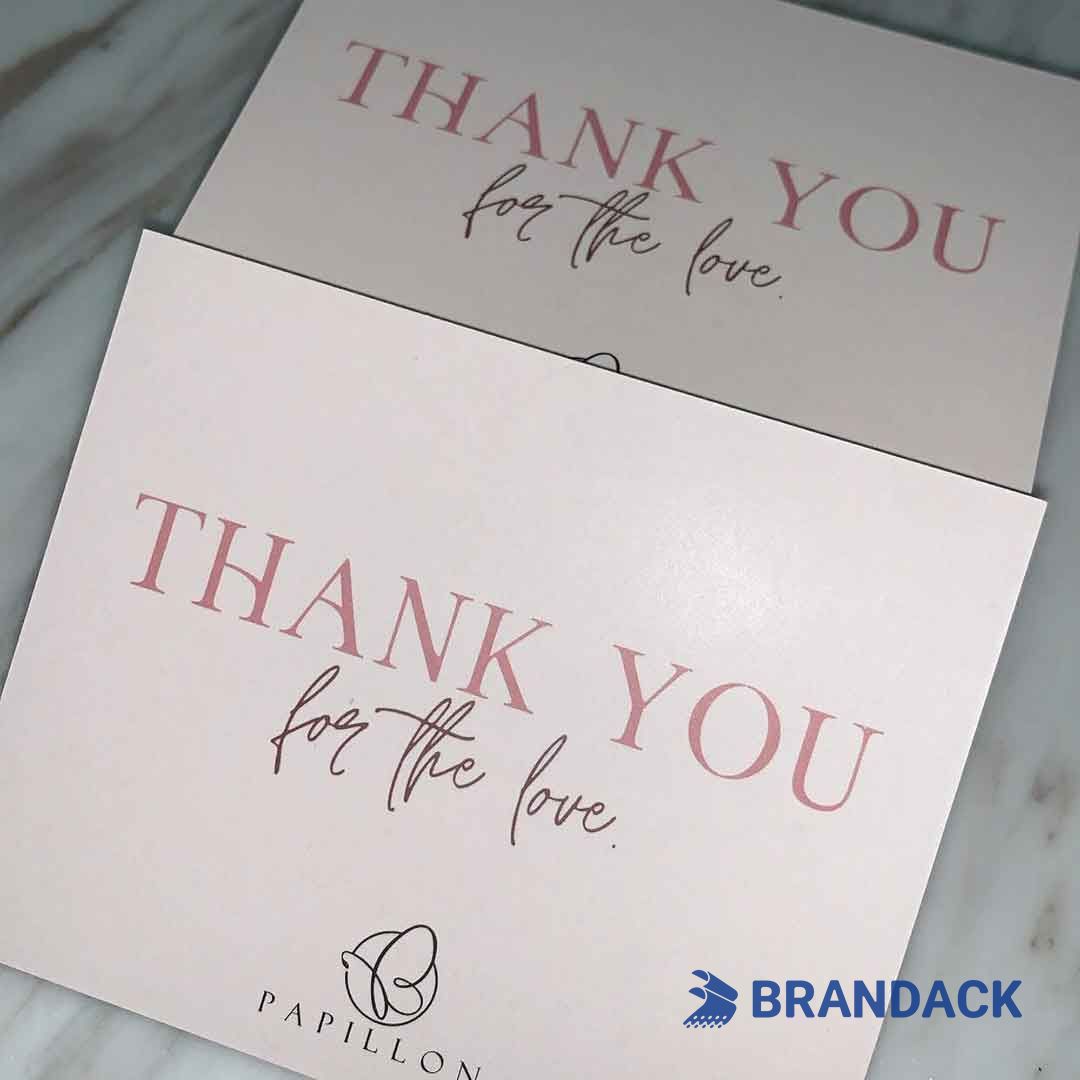 THANK YOU
for the love.
THANK YOU
for the love.
B
PAPILLON
BRANDACK